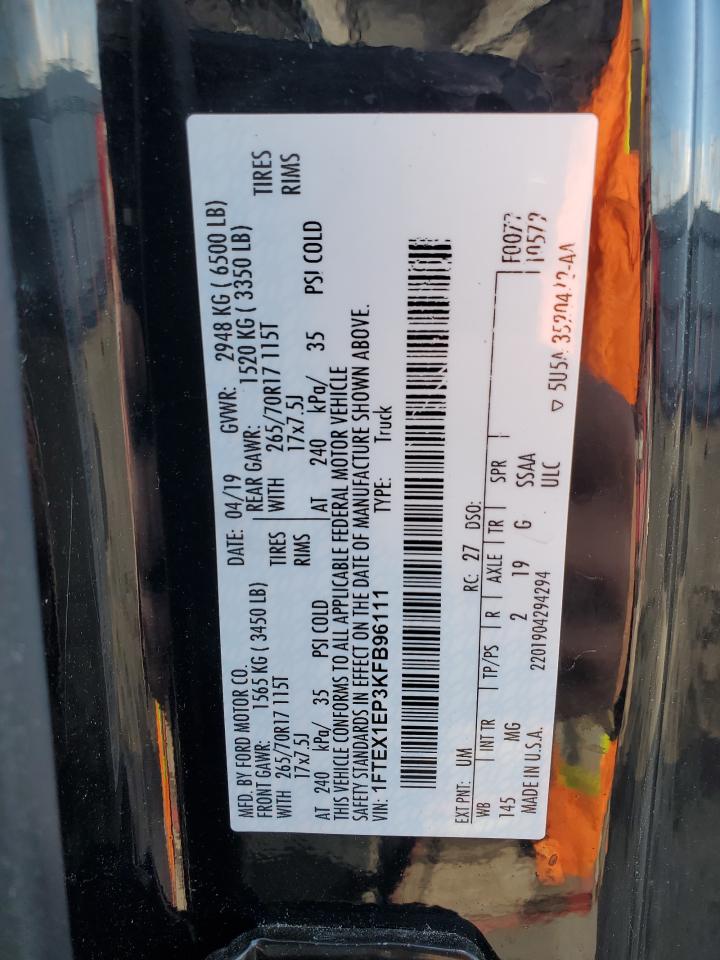 MFD. BY FORD MOTOR CO. DATE: 04/19 GVWR: 2948 KG ( 6500 LB)
FRONT GAWR: 1565 KG ( 3450 LB) REAR GAWR: 1520 KG ( 3350 LB)
WITH 265/70R17 115T TIRES WITH 265/70R17 115T TIRES
17x7.5J RIMS 17x7.5J RIMS
AT 240 kPa/ 35 PSI COLD AT 240 kPa/ 35 PSI COLD
THIS VEHICLE CONFORMS TO ALL APPLICABLE FEDERAL MOTOR VEHICLE
SAFETY STANDARDS IN EFFECT ON THE DATE OF MANUFACTURE SHOWN ABOVE.
VIN: 1FTEX1EP3KFB96111 TYPE: Truck
EXT PNT: UM RC: 27 DSO:
WB INT TR TP/PS R AXLE TR SPR F0077
145 MG 2 19 G SSAA 10579
MADE IN U.S.A. 2201904294294 ULC